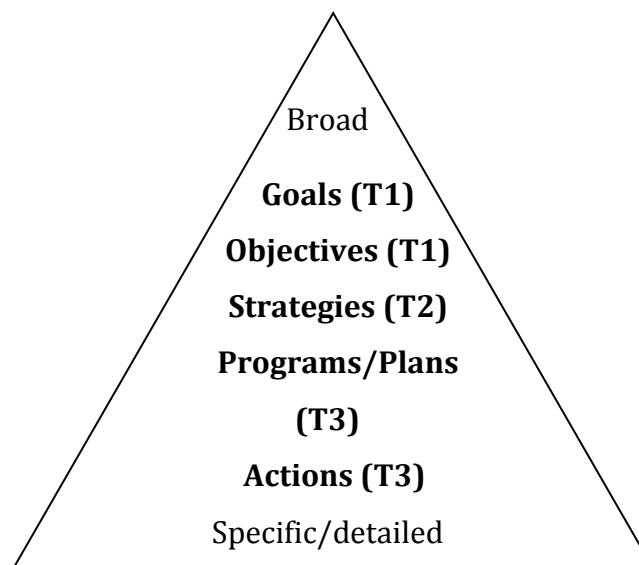 Broad
Goals (T1)
Objectives (T1)
Strategies (T2)
Programs/Plans
(T3)
Actions (T3)
Specific/detailed